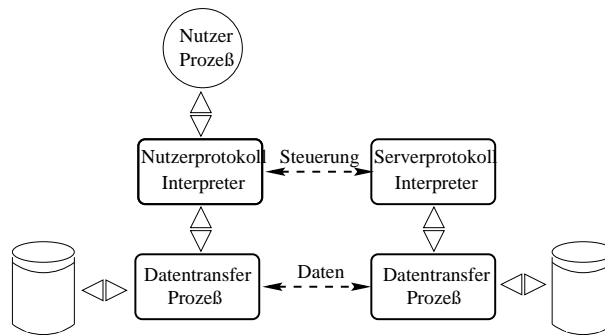 Nutzer
Prozeß
Nutzerprotokoll
Interpreter
Steuerung
Serverprotokoll
Interpreter
Datentransfer
Prozeß
Daten
Datentransfer
Prozeß